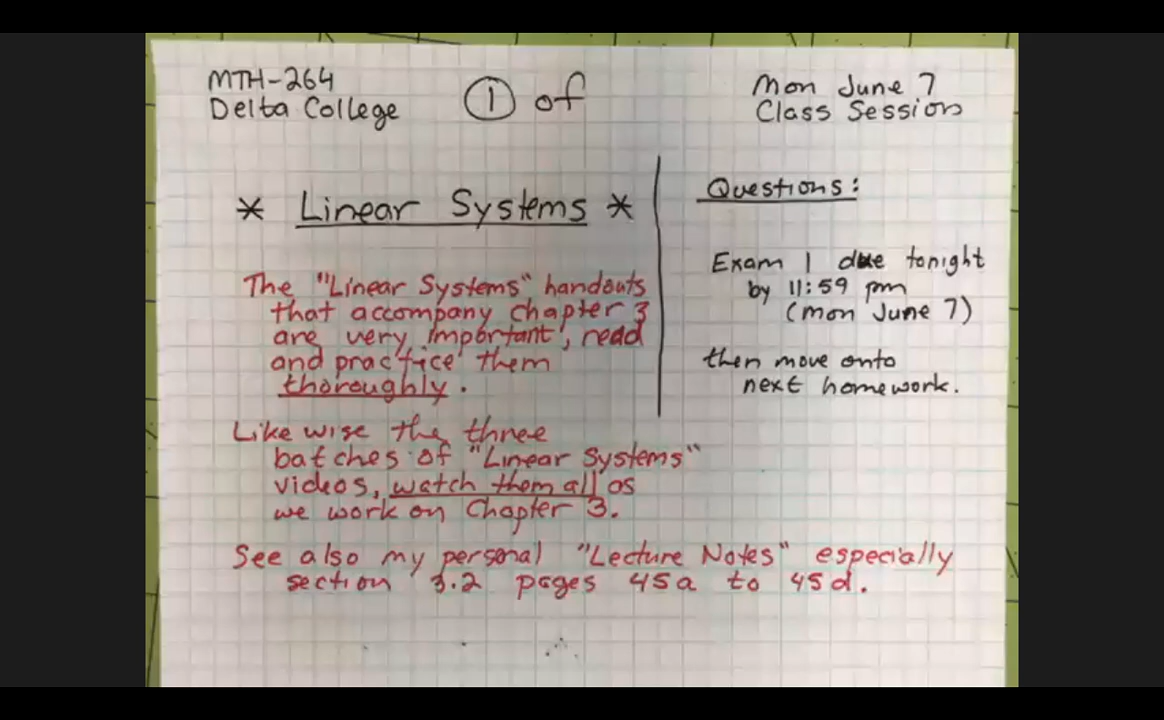 MTH-264
Delta College
1 of
Mon June 7
Class Session
* Linear Systems *
The "Linear Systems" handouts
that accompany chapter 3
are very important, read
and practice them
thoroughly.
Likewise the three
batches of "Linear Systems"
videos, watch them all as
we work on Chapter 3.
See also my personal "Lecture Notes" especially
section 3.2 pages 45a to 45d.
Questions:
Exam 1 due tonight
by 11:59 pm
(mon June 7)
then move onto
next homework.